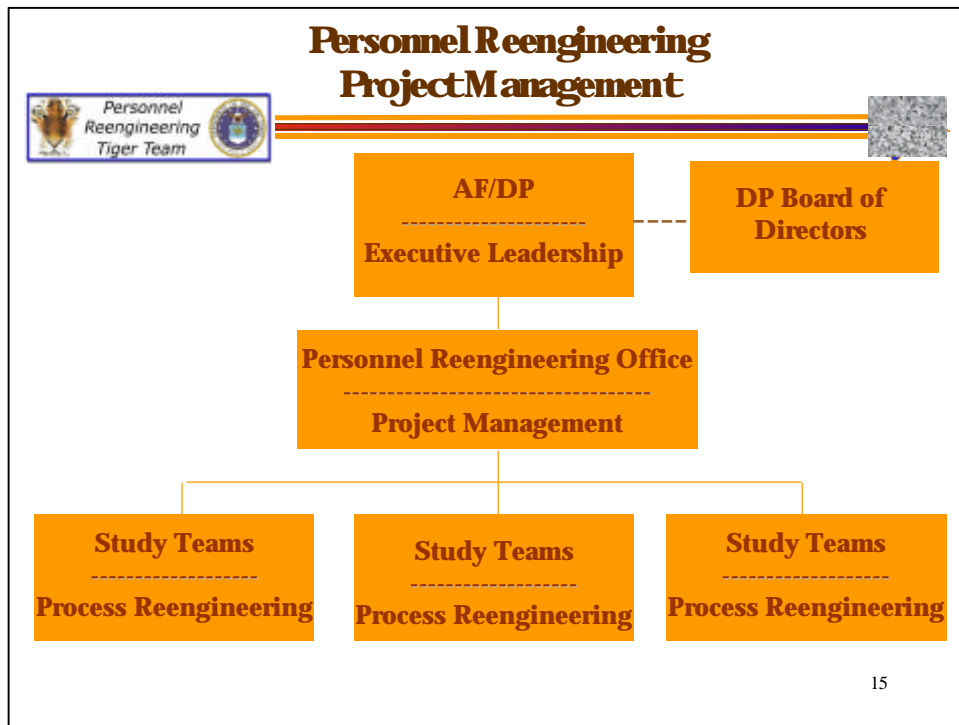 Personnel Reengineering
Project Management
Personnel
Reengineering
Tiger Team
AF/DP
---------------------
Executive Leadership
DP Board of
Directors
Personnel Reengineering Office
-----------------------------------
Project Management
Study Teams
-------------------
Process Reengineering
Study Teams
-------------------
Process Reengineering
Study Teams
-------------------
Process Reengineering
15